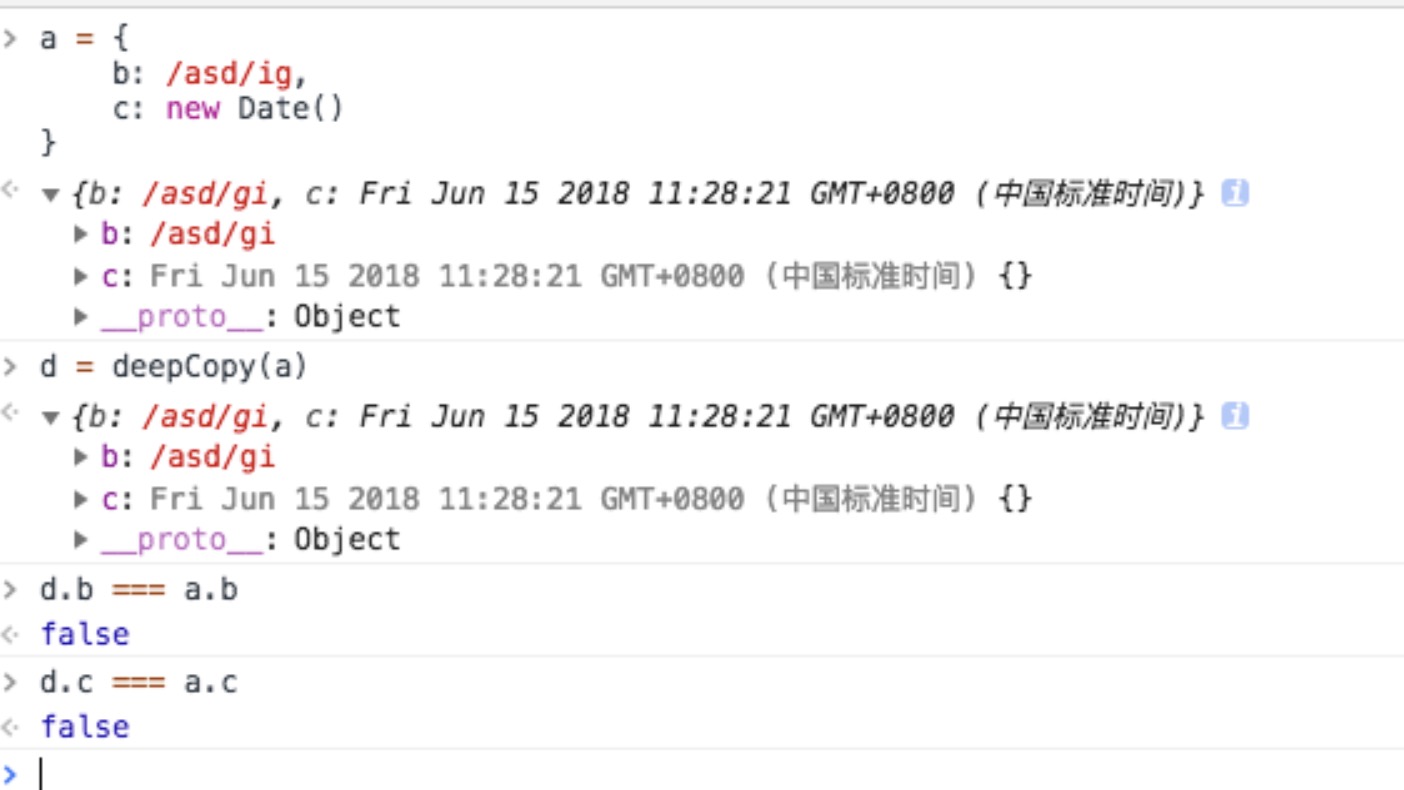 > a = {
b: /asd/ig,
c: new Date()
}
{b: /asd/gi, c: Fri Jun 15 2018 11:28:21 GMT+0800 (中国标准时间)} i
b: /asd/gi
c: Fri Jun 15 2018 11:28:21 GMT+0800 (中国标准时间) {}
__proto__: Object
> d = deepCopy(a)
{b: /asd/gi, c: Fri Jun 15 2018 11:28:21 GMT+0800 (中国标准时间)} i
b: /asd/gi
c: Fri Jun 15 2018 11:28:21 GMT+0800 (中国标准时间) {}
__proto__: Object
> d.b === a.b
false
> d.c === a.c
false
>